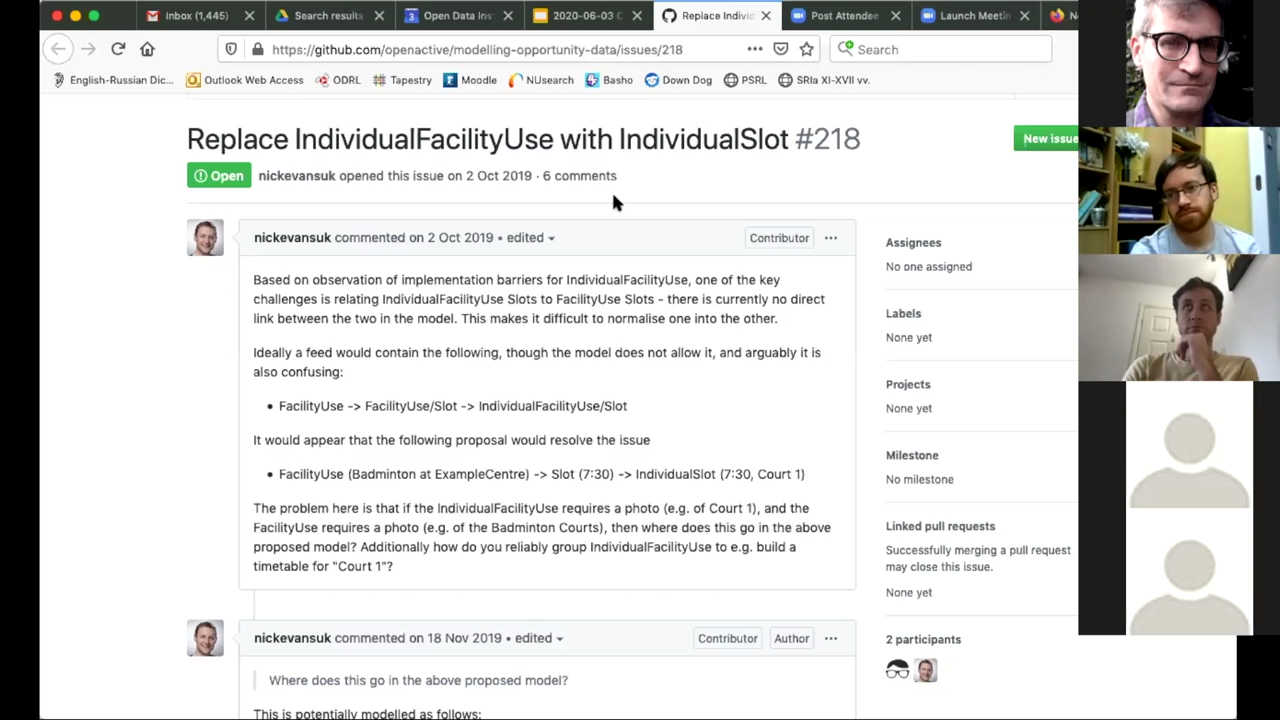 Inbox (1,445)
Search results
Open Data Ins
2020-06-03 C
Replace Indivic
Post Attendee
Launch Meetin
https://github.com/openactive/modelling-opportunity-data/issues/218
Search
English-Russian Dic...
Outlook Web Access
ODRL
Tapestry
Moodle
NUsearch
Basho
Down Dog
PSRL
SRIa XI-XVII vv.
Replace IndividualFacilityUse with IndividualSlot #218
New issue
Open
nickevansuk opened this issue on 2 Oct 2019 · 6 comments
nickevansuk commented on 2 Oct 2019 • edited
Contributor
Based on observation of implementation barriers for IndividualFacilityUse, one of the key
challenges is relating IndividualFacilityUse Slots to FacilityUse Slots - there is currently no direct
link between the two in the model. This makes it difficult to normalise one into the other.
Ideally a feed would contain the following, though the model does not allow it, and arguably it is
also confusing:
• FacilityUse -> FacilityUse/Slot -> IndividualFacilityUse/Slot
It would appear that the following proposal would resolve the issue
• FacilityUse (Badminton at ExampleCentre) -> Slot (7:30) -> IndividualSlot (7:30, Court 1)
The problem here is that if the IndividualFacilityUse requires a photo (e.g. of Court 1), and the
FacilityUse requires a photo (e.g. of the Badminton Courts), then where does this go in the above
proposed model? Additionally how do you reliably group IndividualFacilityUse to e.g. build a
timetable for "Court 1"?
nickevansuk commented on 18 Nov 2019 • edited
Contributor
Author
Where does this go in the above proposed model?
This is potentially modelled as follows:
Assignees
No one assigned
Labels
None yet
Projects
None yet
Milestone
No milestone
Linked pull requests
Successfully merging a pull request
may close this issue.
None yet
2 participants